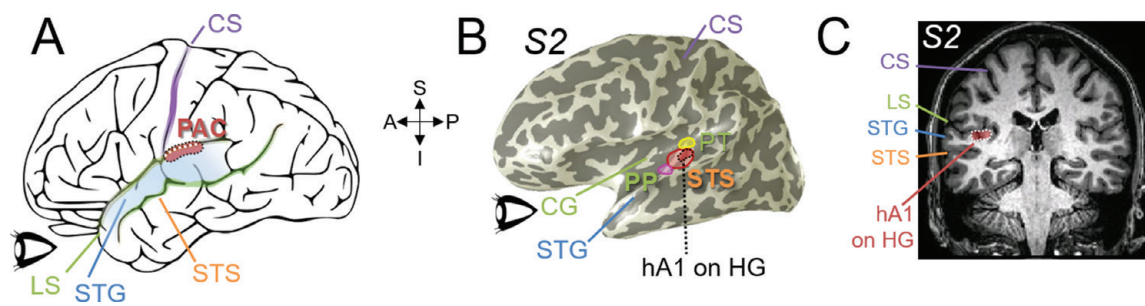 A
CS
PAC
LS
STG
STS
S
A
P
I
B
S2
CS
PT
PP
STS
CG
STG
hA1 on HG
C
S2
CS
LS
STG
STS
hA1
on HG